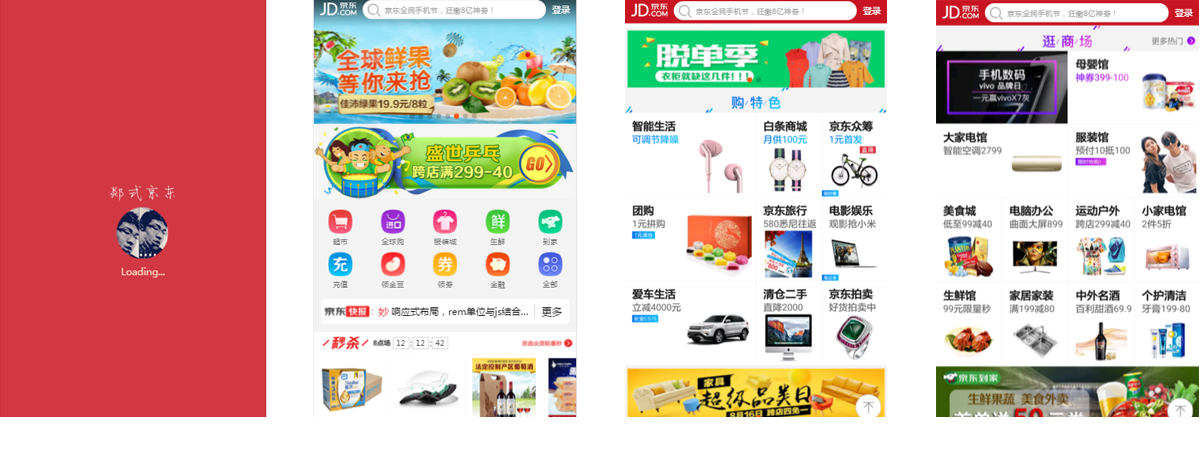 郄式京东
Loading...
JD 京东
.COM
京东全民手机节，狂撒8亿神券！
登录
全球鲜果
等你来抢
佳沛绿果19.9元/8粒
盛世乒乓
跨店满299-40
GO
超市
进口
全球购
服装城
鲜
生鲜
到家
充
充值
领金豆
券
领券
金融
全部
京东快报
妙 响应式布局，rem单位与js结合...
更多
秒杀
8点场 12 : 12 : 42
法定控制产区葡萄酒
JD 京东
.COM
京东全民手机节，狂撒8亿神券！
登录
脱单季
衣柜就缺这几件！！！
购 特 色
智能生活
可调节降噪
白条商城
月供100元
京东众筹
1元首发
团购
1元拼购
京东旅行
580悉尼往返
电影娱乐
观影抢小米
爱车生活
立减4000元
清仓二手
直降2000
京东拍卖
好货拍卖中
家具
超级品类日
8月16日 跨店四免一
JD 京东
.COM
京东全民手机节，狂撒8亿神券！
登录
逛 商 场
更多热门
手机数码
vivo 品牌日
一元赢vivoX7灰
母婴馆
神券399-100
大家电馆
智能空调2799
服装馆
预付10抵100
美食城
低至99减40
电脑办公
曲面大屏899
运动户外
跨店299减40
小家电馆
2件5折
生鲜馆
99元限量秒
家居家装
满199减80
中外名酒
百利甜酒69.9
个护清洁
牙膏199-80
京东到家
生鲜果蔬 美食外卖